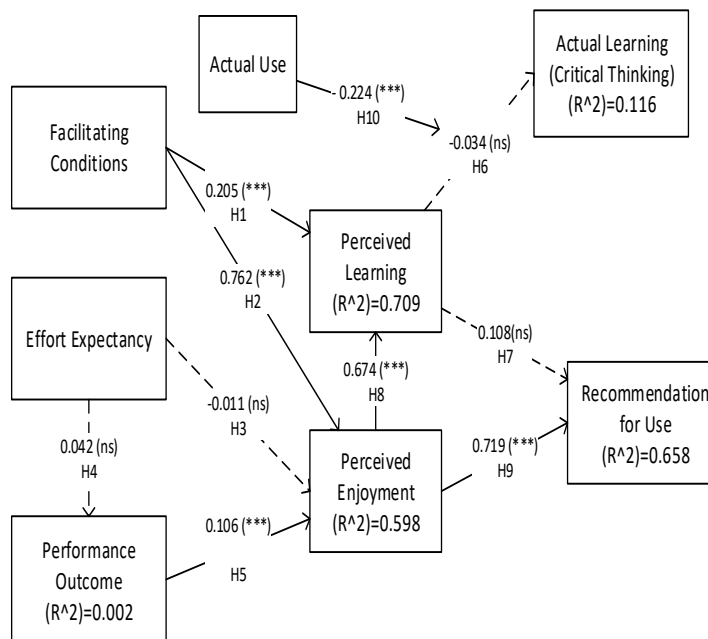 Actual Use
Actual Learning
(Critical Thinking)
(R^2)=0.116
- 0.224 (***)
H10
Facilitating
Conditions
-0.034 (ns)
H6
0.205 (***)
H1
Perceived
Learning
(R^2)=0.709
0.762 (***)
H2
Effort Expectancy
0.108(ns)
H7
0.674 (***)
H8
Recommendation
for Use
(R^2)=0.658
-0.011 (ns)
H3
0.042 (ns)
H4
Perceived
Enjoyment
(R^2)=0.598
0.719 (***)
H9
Performance
Outcome
(R^2)=0.002
0.106 (***)
H5